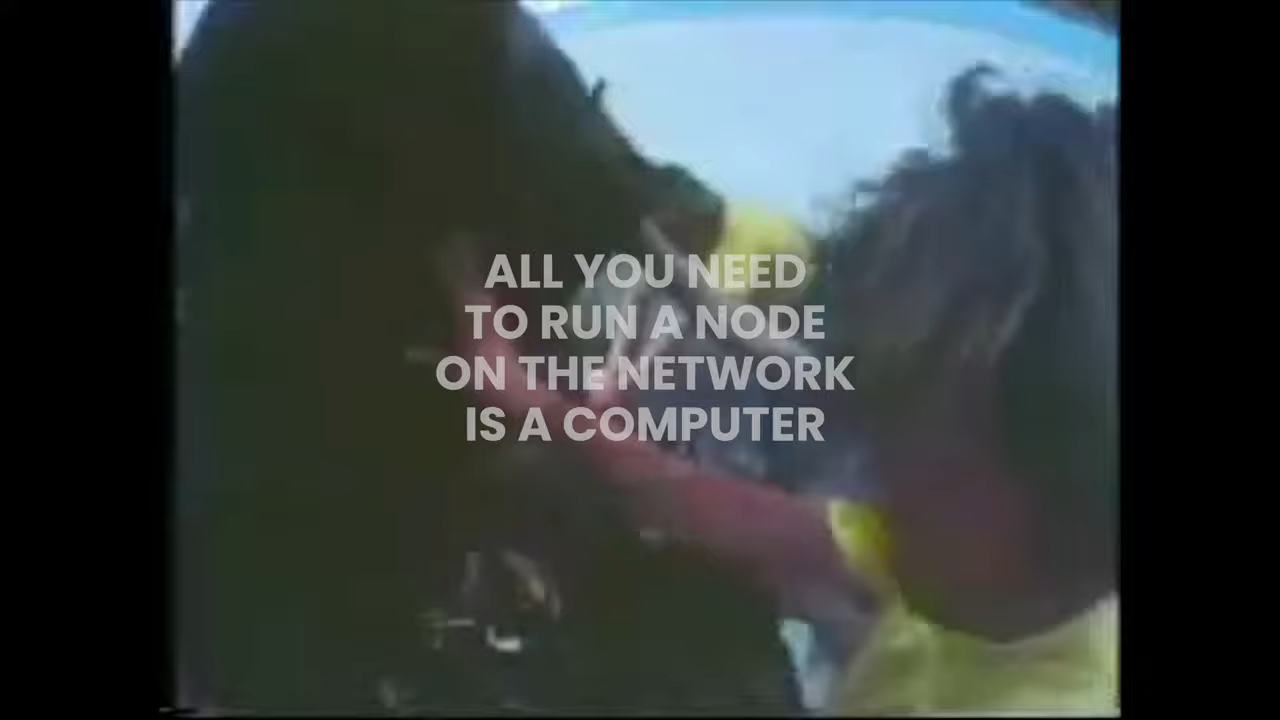 ALL YOU NEED
TO RUN A NODE
ON THE NETWORK
IS A COMPUTER